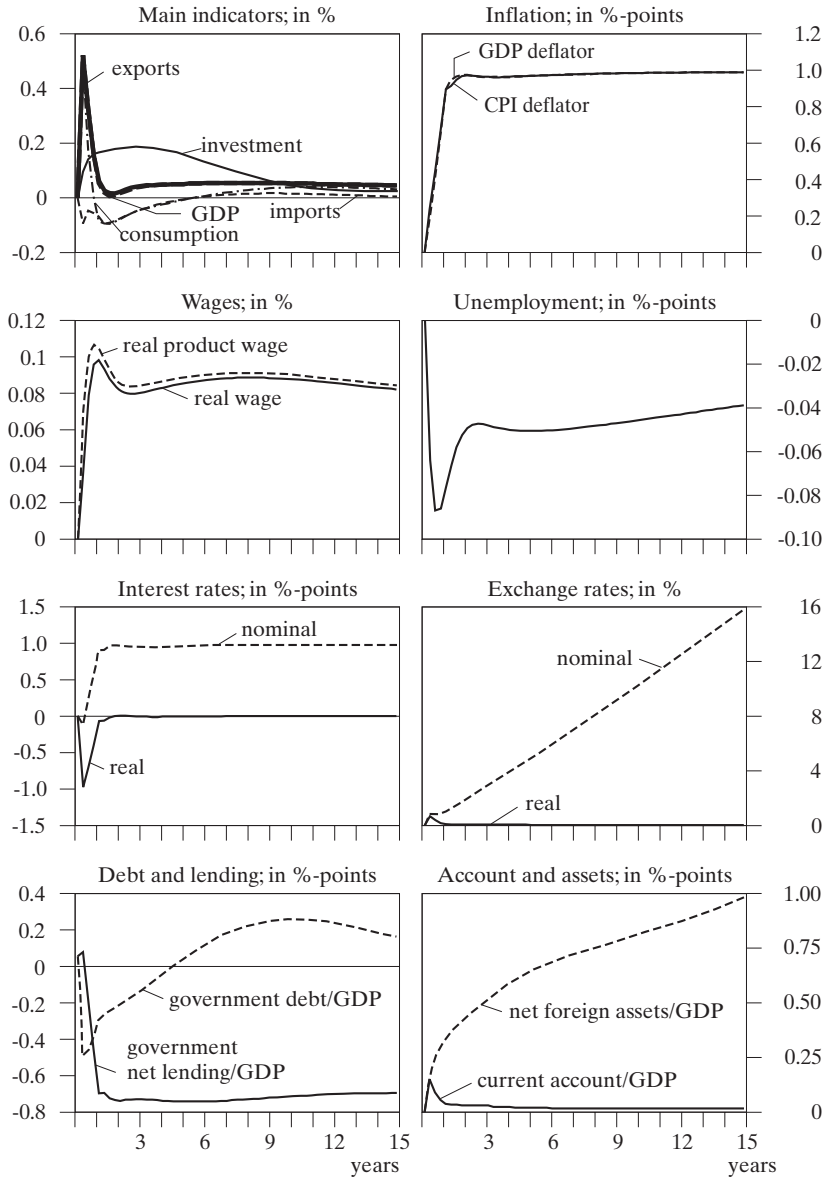 Main indicators; in %
0.6
0.4
0.2
0
-0.2
exports
investment
GDP
imports
consumption
Inflation; in %-points
1.2
1.0
0.8
0.6
0.4
0.2
0
GDP deflator
CPI deflator
Wages; in %
0.12
0.1
0.08
0.06
0.04
0.02
0
real product wage
real wage
Unemployment; in %-points
0
-0.02
-0.04
-0.06
-0.08
-0.10
Interest rates; in %-points
1.5
1.0
0.5
0
-0.5
-1.0
-1.5
nominal
real
Exchange rates; in %
16
12
8
4
0
nominal
real
Debt and lending; in %-points
0.4
0.2
0
-0.2
-0.4
-0.6
-0.8
government debt/GDP
government
net lending/GDP
3 6 9 12 15
years
Account and assets; in %-points
1.00
0.75
0.50
0.25
0
net foreign assets/GDP
current account/GDP
3 6 9 12 15
years